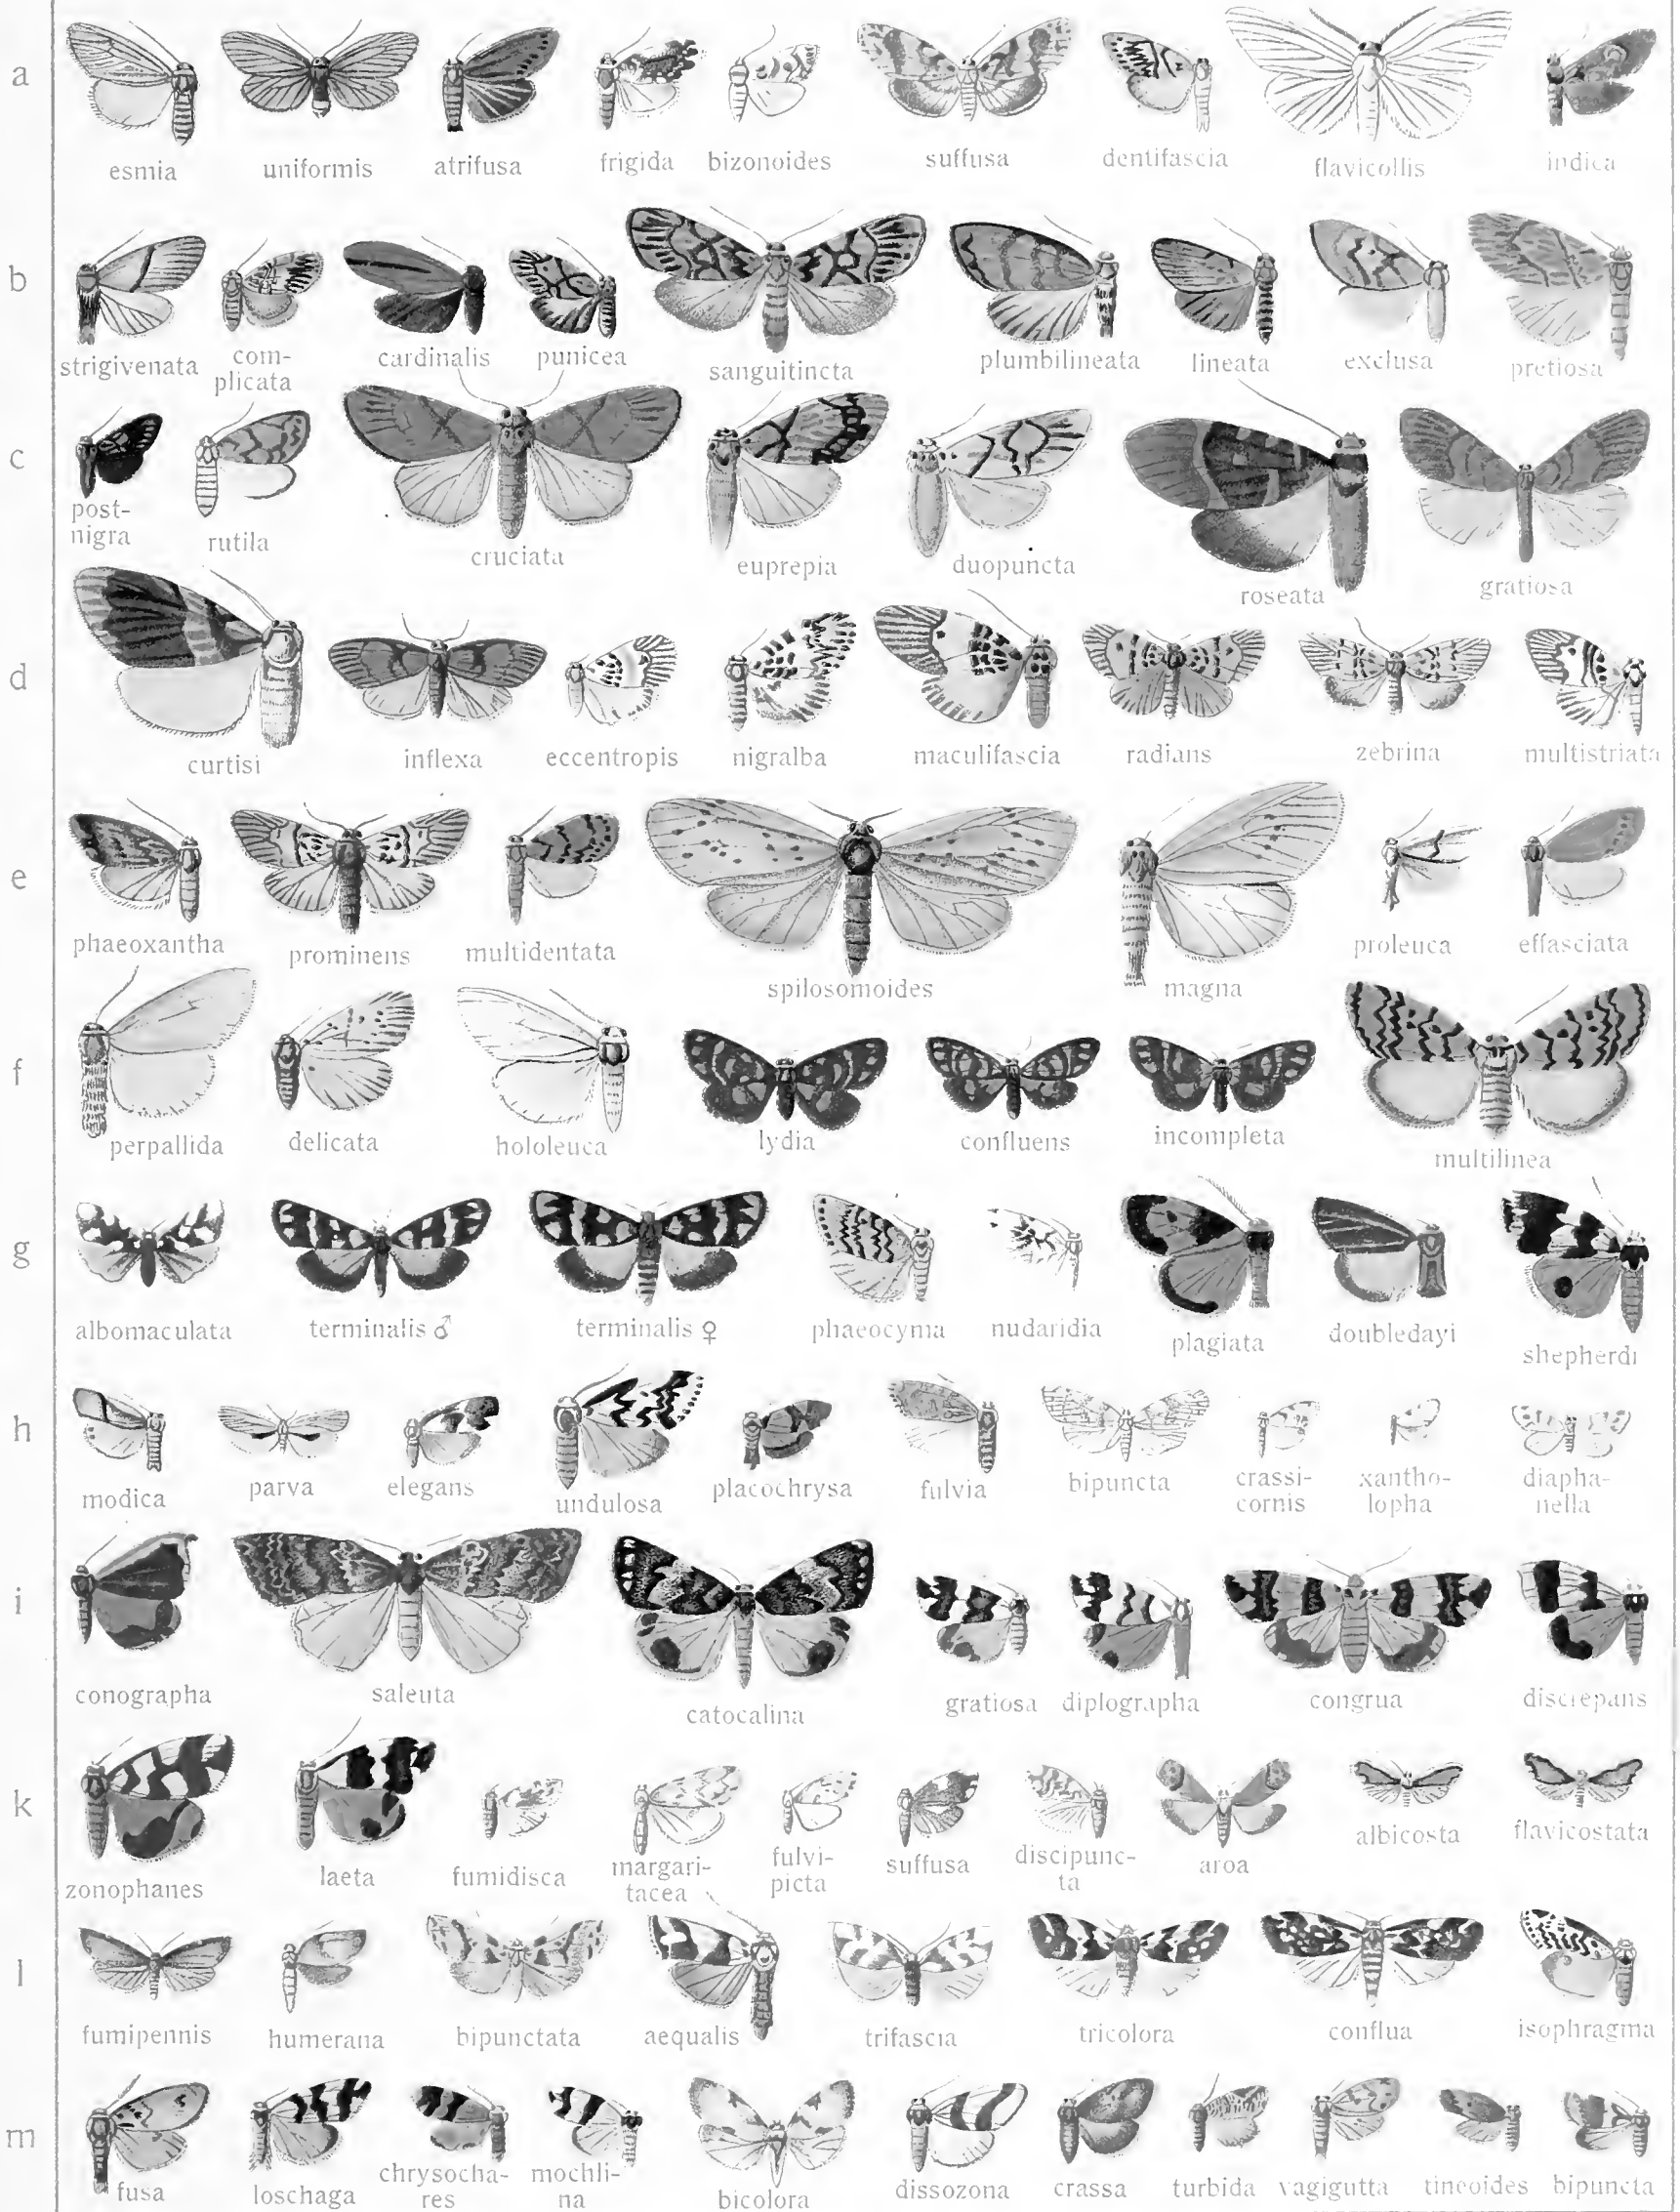 a
esmia uniformis atrifusa frigida bizonoides suffusa dentifascia flavicollis indica
b
strigivenata com-
plicata cardinalis punicea sanguitincta plumbilineata lineata exclusa pretiosa
c
post-
nigra rutila cruciata euprepia duopuncta roseata gratiosa
d
curtisi inflexa eccentropis nigralba maculifascia radians zebrina multistriata
e
phaeoxantha prominens multidentata spilosomoides magna proleuca effasciata
f
perpallida delicata hololeuca lydia confluens incompleta multilinea
g
albomaculata terminalis ♂ terminalis ♀ phaeocyma nudaridia plagiata doubledayi shepherdi
h
modica parva elegans undulosa placochrysa fulvia bipuncta crassi-
cornis xantho-
lopha diapha-
nella
i
conographa saleuta catocalina gratiosa diplographa congrua discrepans
k
zonophanes laeta fumidisca margari-
tacea fulvi-
picta suffusa discipunc-
ta aroa albicosta flavicostata
l
fumipennis humerana bipunctata aequalis trifascia tricolora conflua isophragma
m
fusa loschaga chrysocha-
res mochli-
na bicolora dissozona crassa turbida vagigutta tineoides bipuncta